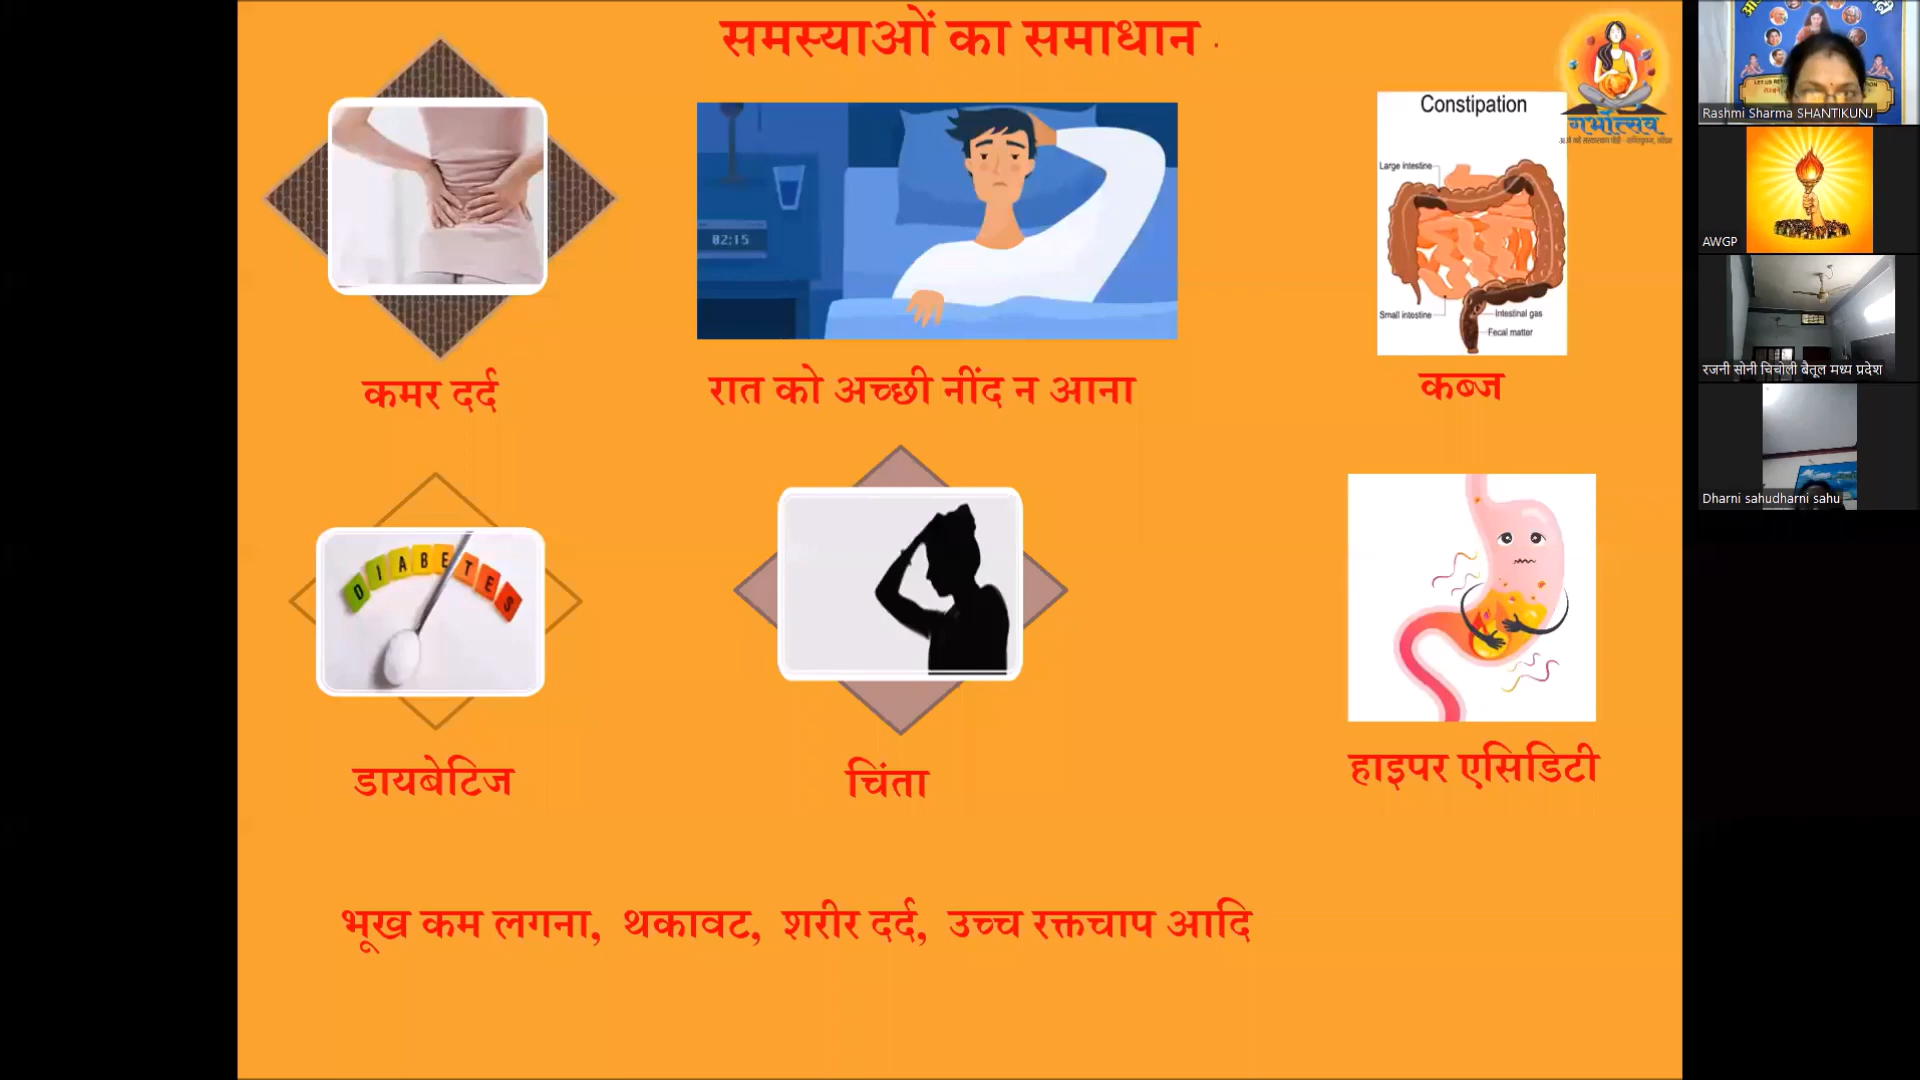 समस्याओं का समाधान .
Constipation
Large intestine
Small intestine
Intestinal gas
Fecal matter
02:15
गर्भोत्सव
कमर दर्द
रात को अच्छी नींद न आना
कब्ज
DIABETES
डायबेटिज
चिंता
हाइपर एसिडिटी
भूख कम लगना, थकावट, शरीर दर्द, उच्च रक्तचाप आदि
Rashmi Sharma SHANTIKUNJ
AWGP
रजनी सोनी चिचोली बैतूल मध्य प्रदेश
Dharni sahudharni sahu